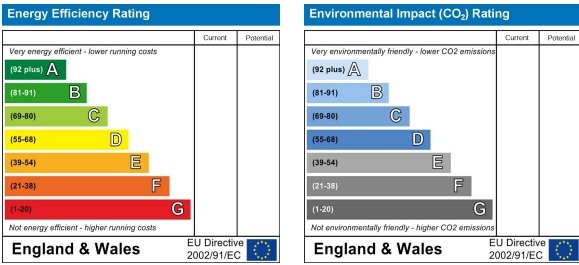 Energy Efficiency Rating
Current Potential
Very energy efficient - lower running costs
(92 plus) A
(81-91) B
(69-80) C
(55-68) D
(39-54) E
(21-38) F
(1-20) G
Not energy efficient - higher running costs
England & Wales
EU Directive
2002/91/EC
Environmental Impact (CO₂) Rating
Current Potential
Very environmentally friendly - lower CO2 emissions
(92 plus) A
(81-91) B
(69-80) C
(55-68) D
(39-54) E
(21-38) F
(1-20) G
Not environmentally friendly - higher CO2 emissions
England & Wales
EU Directive
2002/91/EC